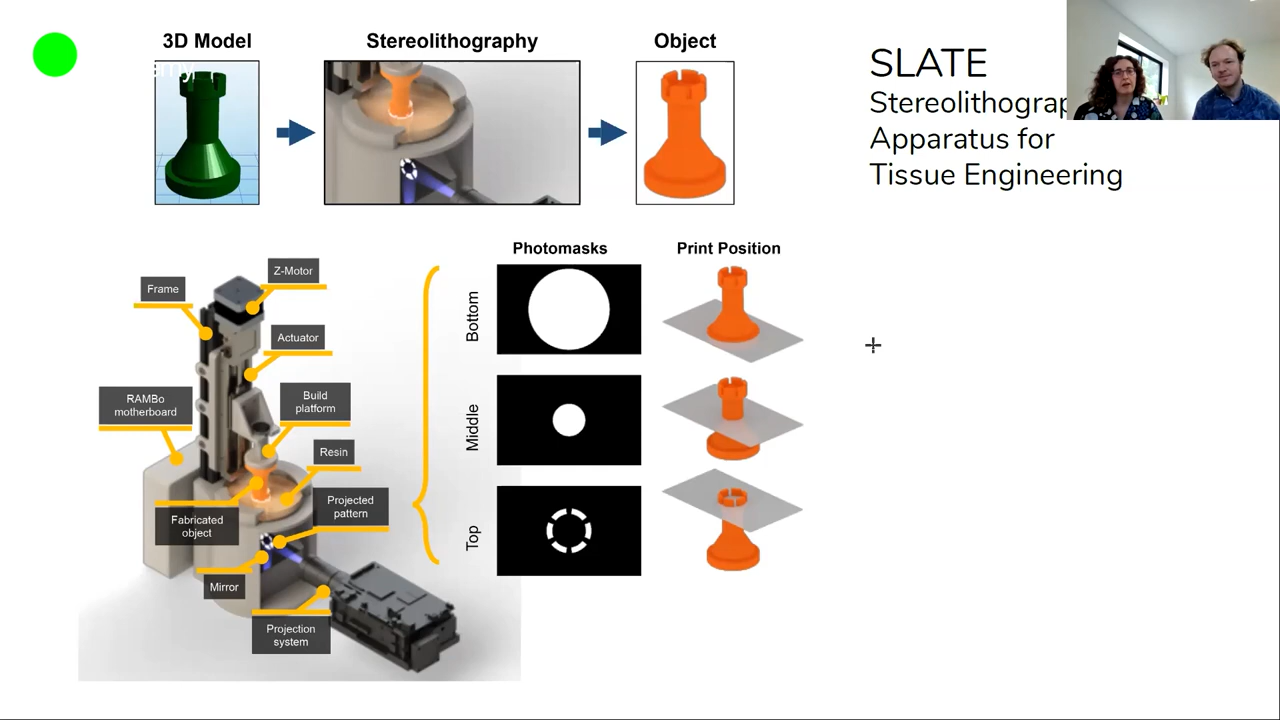 3D Model
Stereolithography
Object
SLATE
Apparatus for
Tissue Engineering
Photomasks
Print Position
Bottom
Middle
Top
Z-Motor
Frame
Actuator
Build
platform
RAMBo
motherboard
Resin
Projected
pattern
Fabricated
object
Mirror
Projection
system